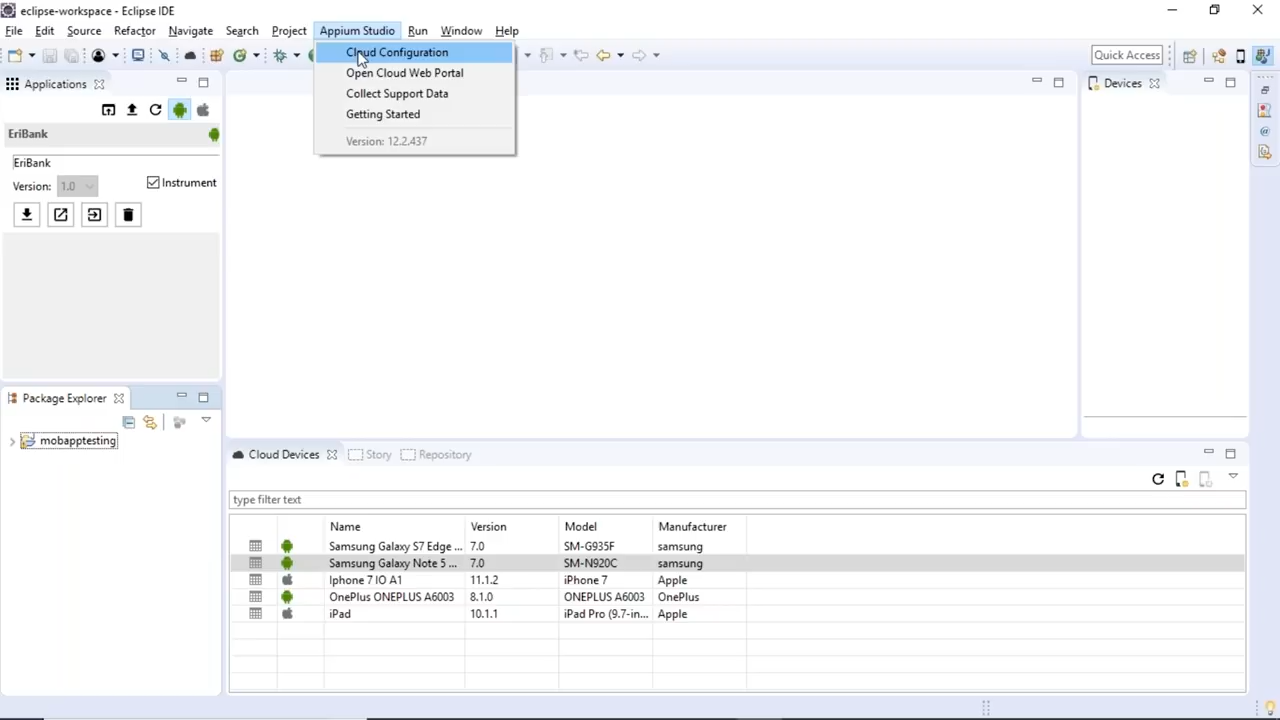 eclipse-workspace - Eclipse IDE
File Edit Source Refactor Navigate Search Project Appium Studio Run Window Help
Cloud Configuration
Open Cloud Web Portal
Collect Support Data
Getting Started
Version: 12.2.437
Quick Access
Applications
EriBank
EriBank
Version: 1.0 Instrument
Devices
Package Explorer
mobapptesting
Cloud Devices Story Repository
type filter text
Name Version Model Manufacturer
Samsung Galaxy S7 Edge ... 7.0 SM-G935F samsung
Samsung Galaxy Note 5 ... 7.0 SM-N920C samsung
Iphone 7 IO A1 11.1.2 iPhone 7 Apple
OnePlus ONEPLUS A6003 8.1.0 ONEPLUS A6003 OnePlus
iPad 10.1.1 iPad Pro (9.7-in... Apple